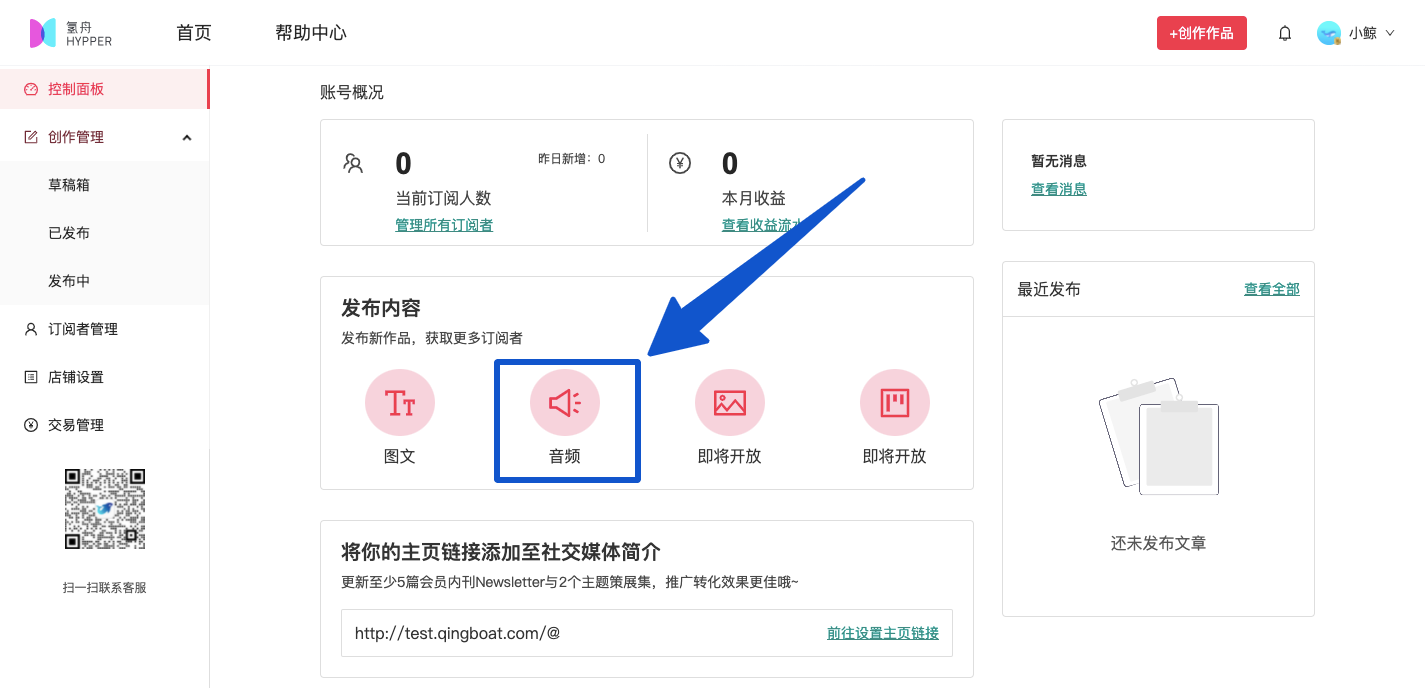 氢舟
HYPPER
首页
帮助中心
+创作作品
小鲸
控制面板
创作管理
草稿箱
已发布
发布中
订阅者管理
店铺设置
交易管理
扫一扫联系客服
账号概况
0
昨日新增：0
当前订阅人数
管理所有订阅者
0
本月收益
查看收益流水
暂无消息
查看消息
发布内容
发布新作品，获取更多订阅者
图文
音频
即将开放
即将开放
最近发布
查看全部
还未发布文章
将你的主页链接添加至社交媒体简介
更新至少5篇会员内刊Newsletter与2个主题策展集，推广转化效果更佳哦~
http://test.qingboat.com/@
前往设置主页链接